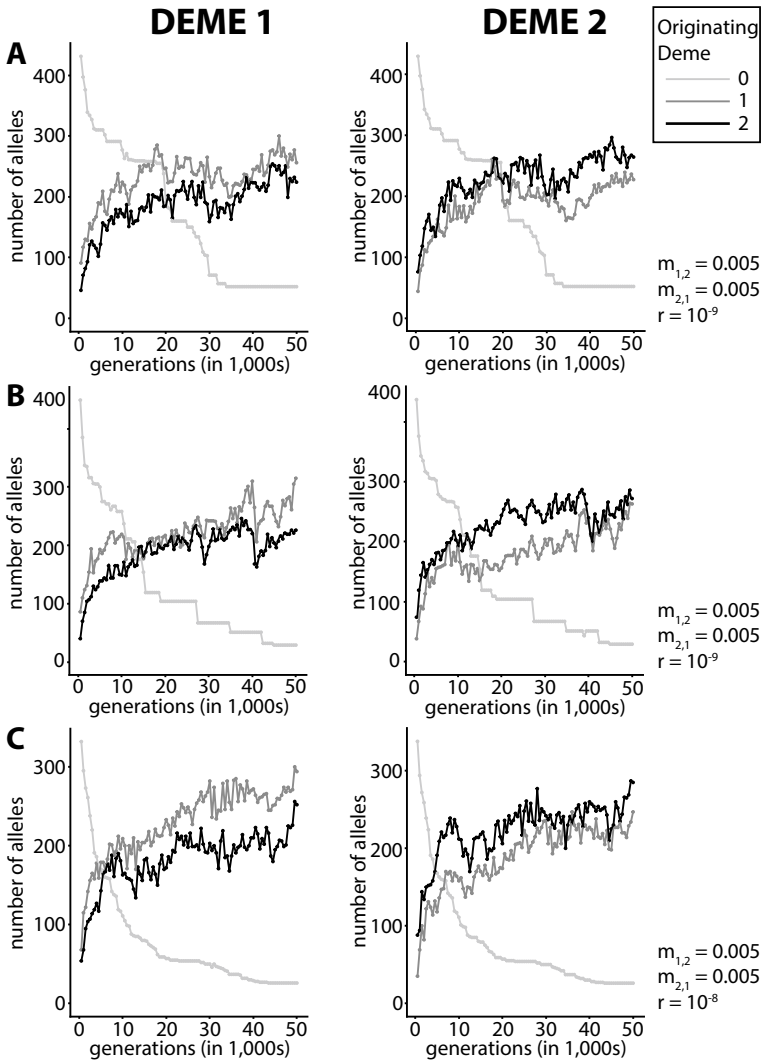 DEME 1
DEME 2
Originating
Deme
0
1
2
A
number of alleles
400
300
200
100
0
0 10 20 30 40 50
generations (in 1,000s)
number of alleles
400
300
200
100
0
0 10 20 30 40 50
generations (in 1,000s)
m1,2 = 0.005
m2,1 = 0.005
r = 10-9
B
number of alleles
400
300
200
100
0
0 10 20 30 40 50
generations (in 1,000s)
number of alleles
400
300
200
100
0
0 10 20 30 40 50
generations (in 1,000s)
m1,2 = 0.005
m2,1 = 0.005
r = 10-9
C
number of alleles
300
200
100
0
0 10 20 30 40 50
generations (in 1,000s)
number of alleles
300
200
100
0
0 10 20 30 40 50
generations (in 1,000s)
m1,2 = 0.005
m2,1 = 0.005
r = 10-8